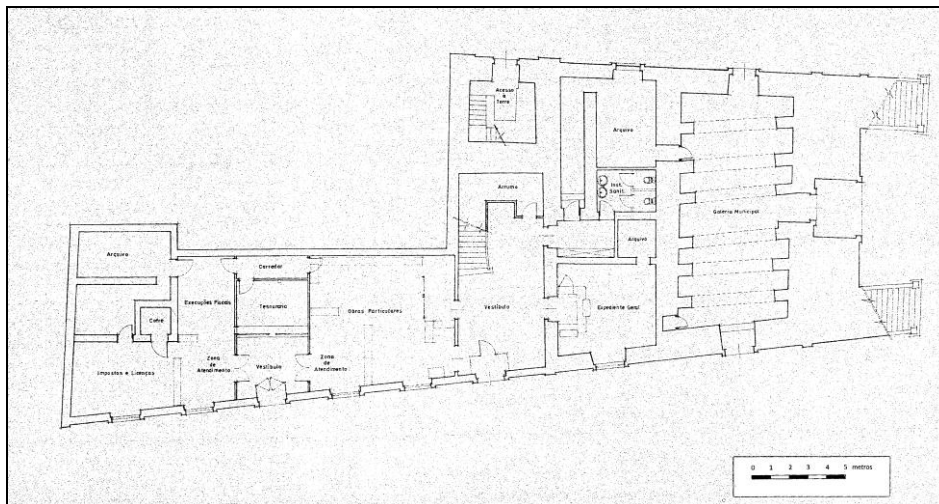 Acesso
à
Torre
Arquivo
Arrumo
Inst.
Sanit.
Galeria Municipal
Arquivo
Arquivo
Corredor
Execuções Fiscais
Tesouraria
Cofre
Obras Particulares
Vestíbulo
Expediente Geral
Impostos e Licenças
Zona
de
Atendimento
Vestíbulo
Zona
de
Atendimento
0 1 2 3 4 5 metros